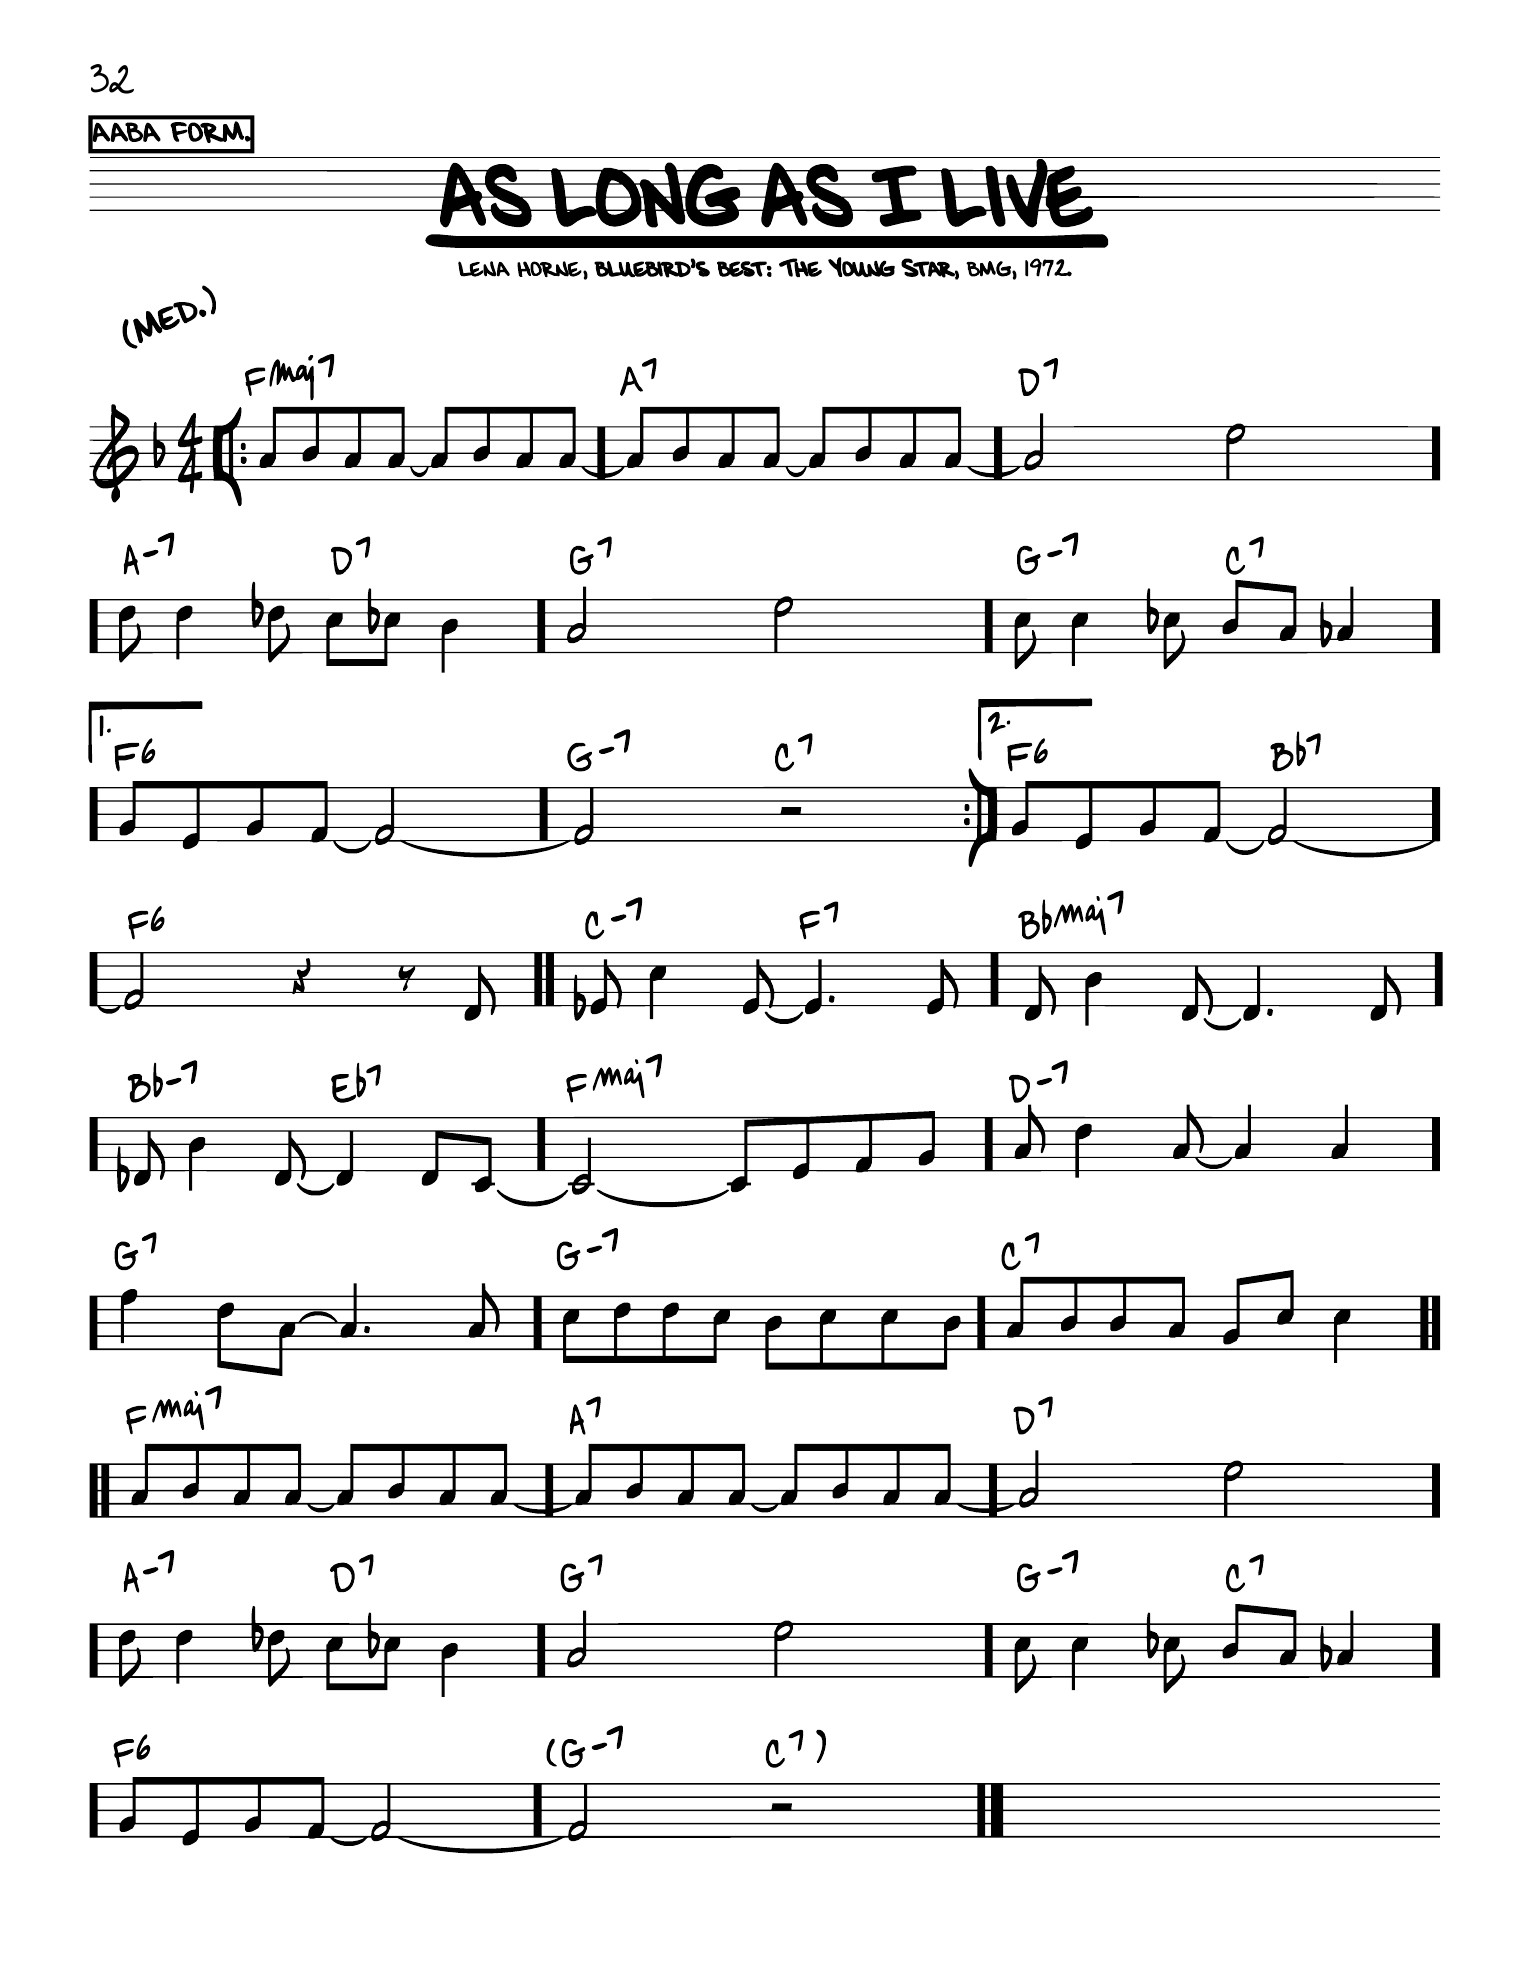 32
AABA FORM.
AS LONG AS I LIVE
LENA HORNE, BLUEBIRD'S BEST: THE YOUNG STAR, BMG, 1972.
(MED.)
Fmaj7 A7 D7
4
4
A-7 D7 G7 G-7 C7
1. 2.
F6 G-7 C7 F6 Bb7
F6 C-7 F7 Bbmaj7
Bb-7 Eb7 Fmaj7 D-7
G7 G-7 C7
Fmaj7 A7 D7
A-7 D7 G7 G-7 C7
F6 (G-7 C7)